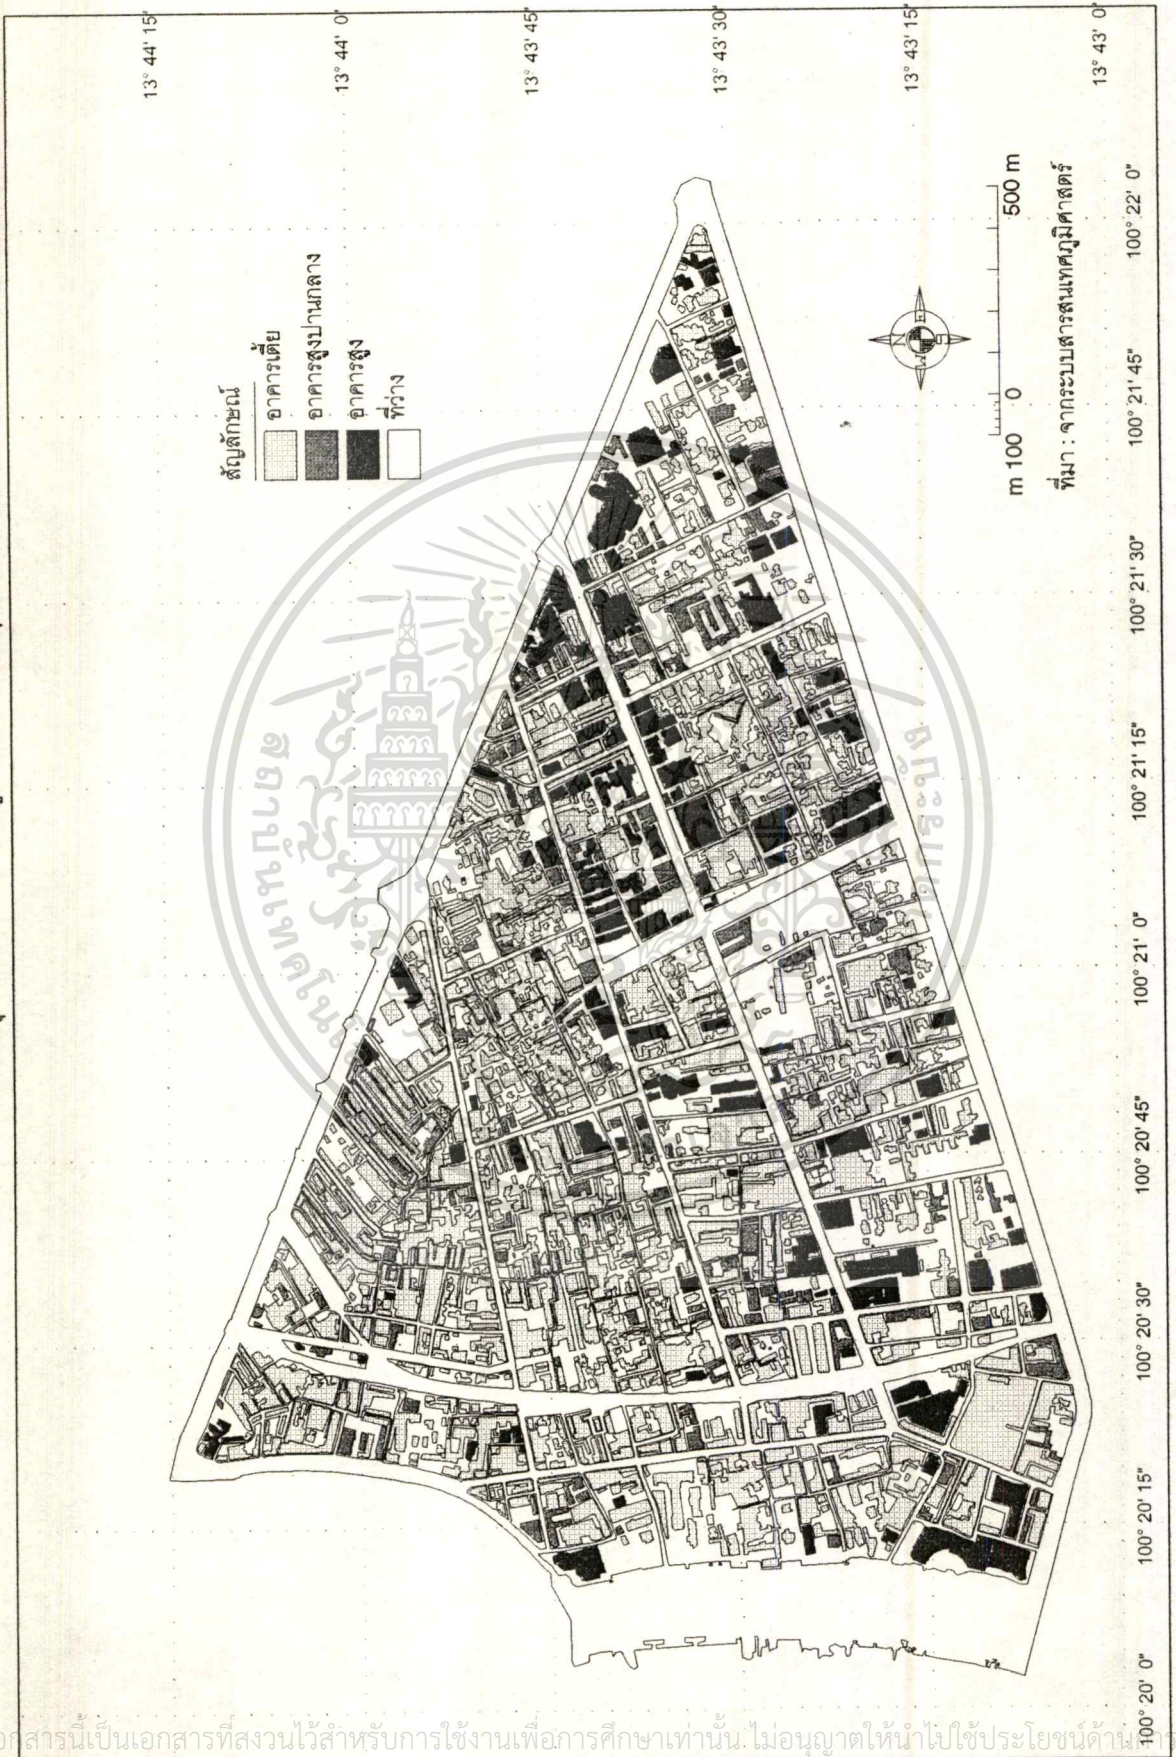 สัญลักษณ์
อาคารเตี้ย
อาคารสูงปานกลาง
อาคารสูง
ที่ว่าง
13° 44' 15"
13° 44' 0'
13° 43' 45"
13° 43' 30"
13° 43' 15"
13° 43' 0"
m 100 0 500 m
N
ที่มา : จากระบบสารสนเทศภูมิศาสตร์
100° 20' 0"
100° 20' 15"
100° 20' 30"
100° 20' 45"
100° 21' 0"
100° 21' 15"
100° 21' 30"
100° 21' 45"
100° 22' 0"
เอกสารนี้เป็นเอกสารที่สงวนไว้สำหรับการใช้งานเพื่อการศึกษาเท่านั้น ไม่อนุญาตให้นำไปใช้ประโยชน์ด้าน